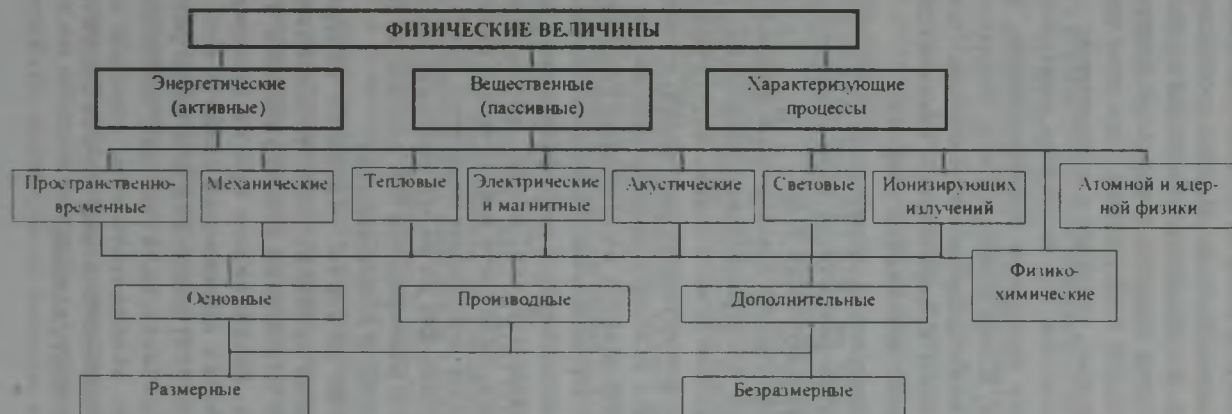 ФИЗИЧЕСКИЕ ВЕЛИЧИНЫ
Энергетические
(активные)
Вещественные
(пассивные)
Характеризующие
процессы
Пространственно-
временные
Механические
Тепловые
Электрические
и магнитные
Акустические
Световые
Ионизирующих
излучений
Атомной и ядер-
ной физики
Физико-
химические
Основные
Производные
Дополнительные
Размерные
Безразмерные